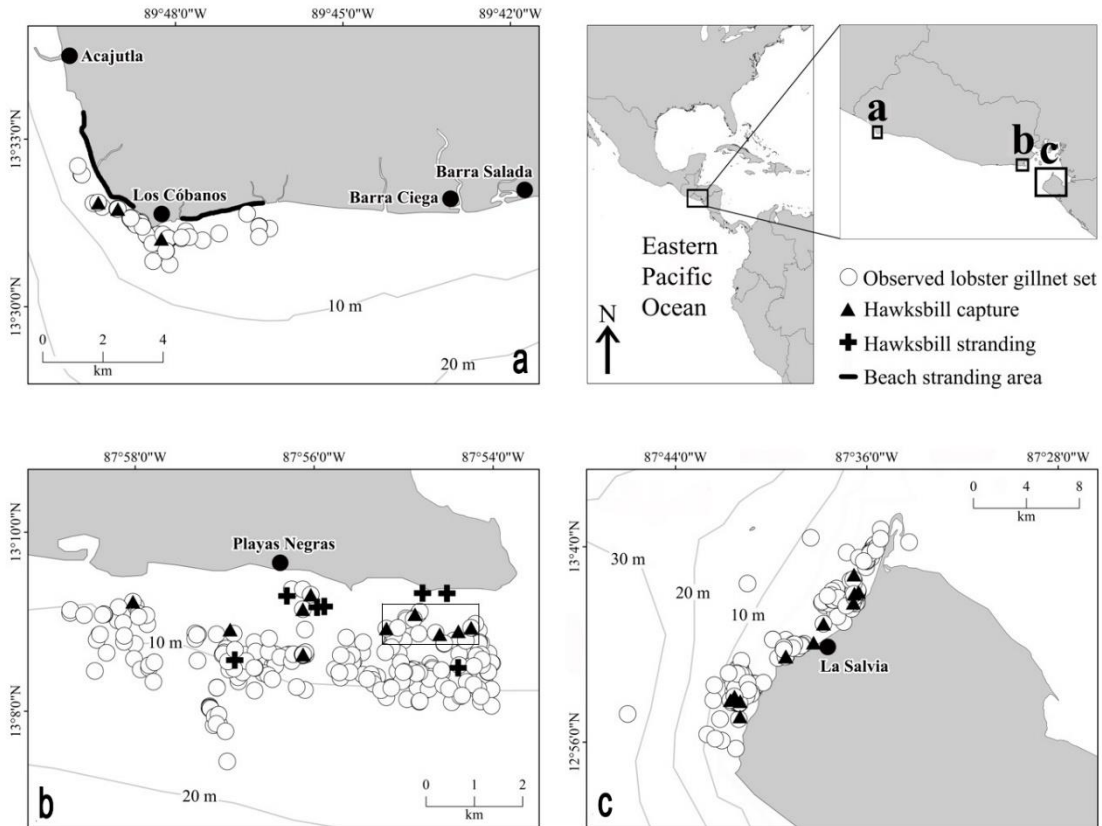 89°48'0"W
89°45'0"W
89°42'0"W
13°33'0"N
13°30'0"N
Acajutla
Los Cóbanos
Barra Ciega
Barra Salada
10 m
20 m
0 2 4
km
a
a
b
c
Eastern
Pacific
Ocean
N
Observed lobster gillnet set
Hawksbill capture
Hawksbill stranding
Beach stranding area
87°58'0"W
87°56'0"W
87°54'0"W
13°10'0"N
13°8'0"N
Playas Negras
10 m
20 m
0 1 2
km
b
87°44'0"W
87°36'0"W
87°28'0"W
13°4'0"N
12°56'0"N
0 4 8
km
30 m
20 m
10 m
La Salvia
c